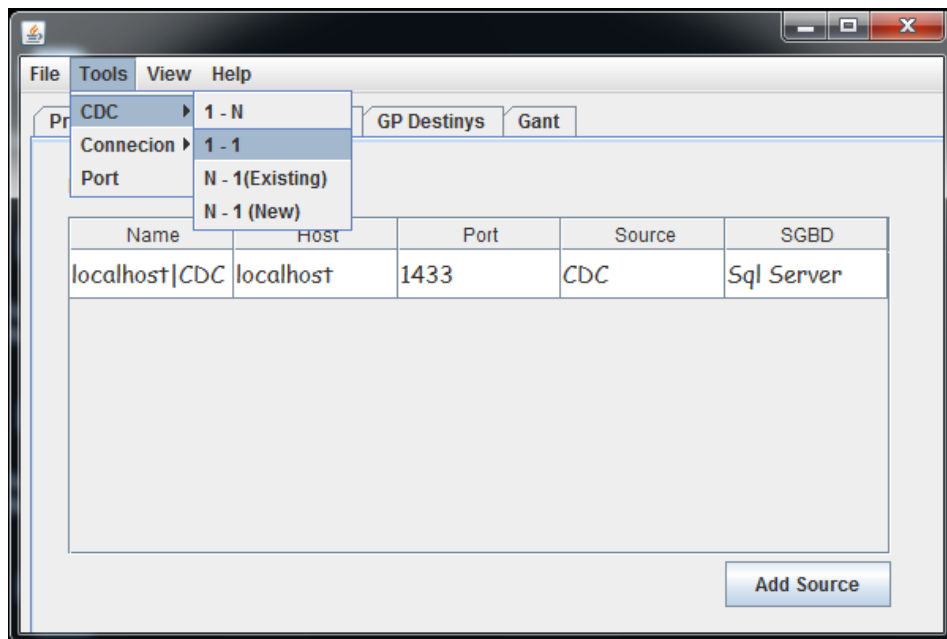 File Tools View Help
Pr GP Destinys Gant
CDC 1 - N
Connecion 1 - 1
Port N - 1(Existing)
N - 1 (New)
Name Host Port Source SGBD
localhost|CDC localhost 1433 CDC Sql Server
Add Source